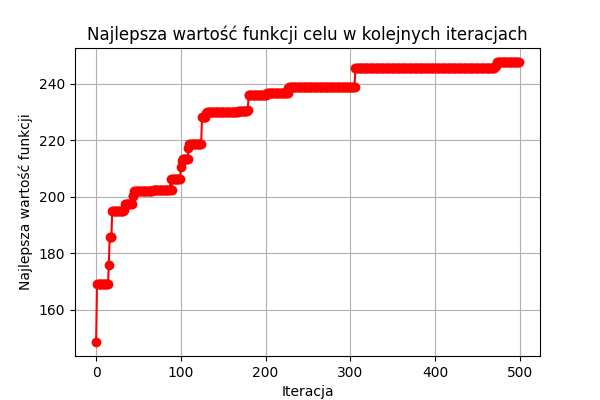 Najlepsza wartość funkcji celu w kolejnych iteracjach
Najlepsza wartość funkcji
240
220
200
180
160
0 100 200 300 400 500
Iteracja